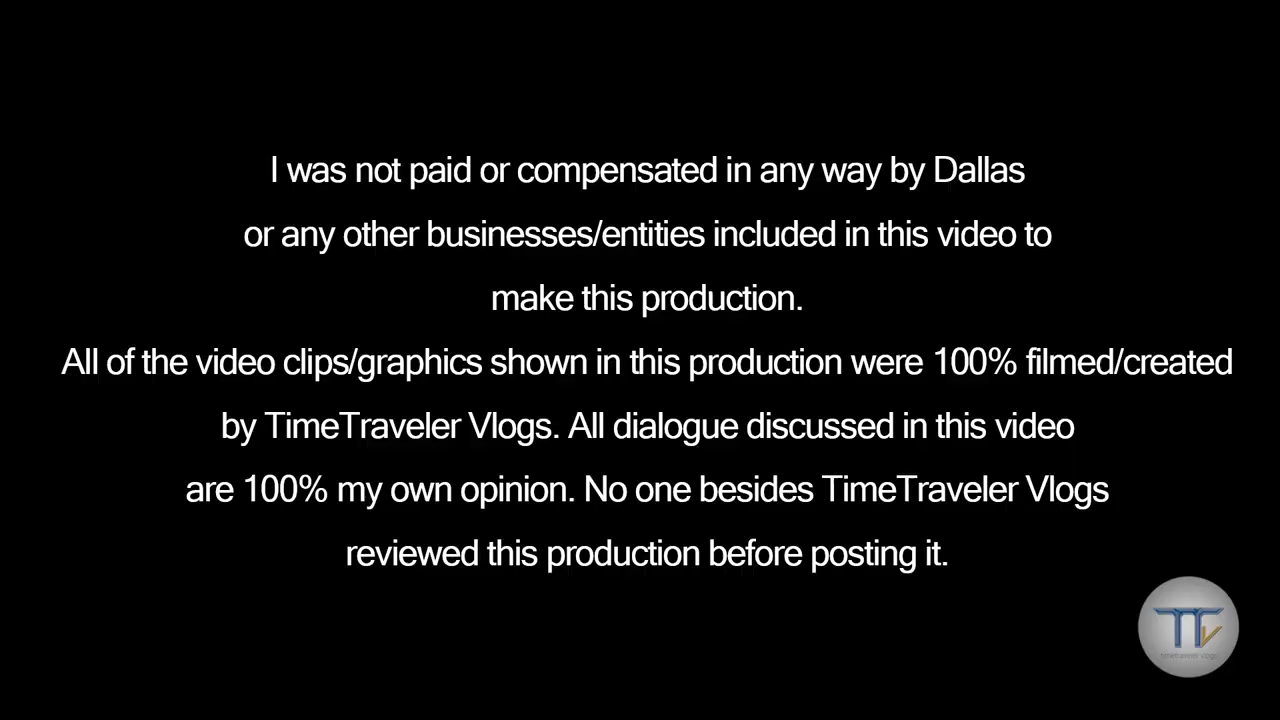 I was not paid or compensated in any way by Dallas
or any other businesses/entities included in this video to
make this production.
All of the video clips/graphics shown in this production were 100% filmed/created
by TimeTraveler Vlogs. All dialogue discussed in this video
are 100% my own opinion. No one besides TimeTraveler Vlogs
reviewed this production before posting it.
TTv
timetraveler vlogs